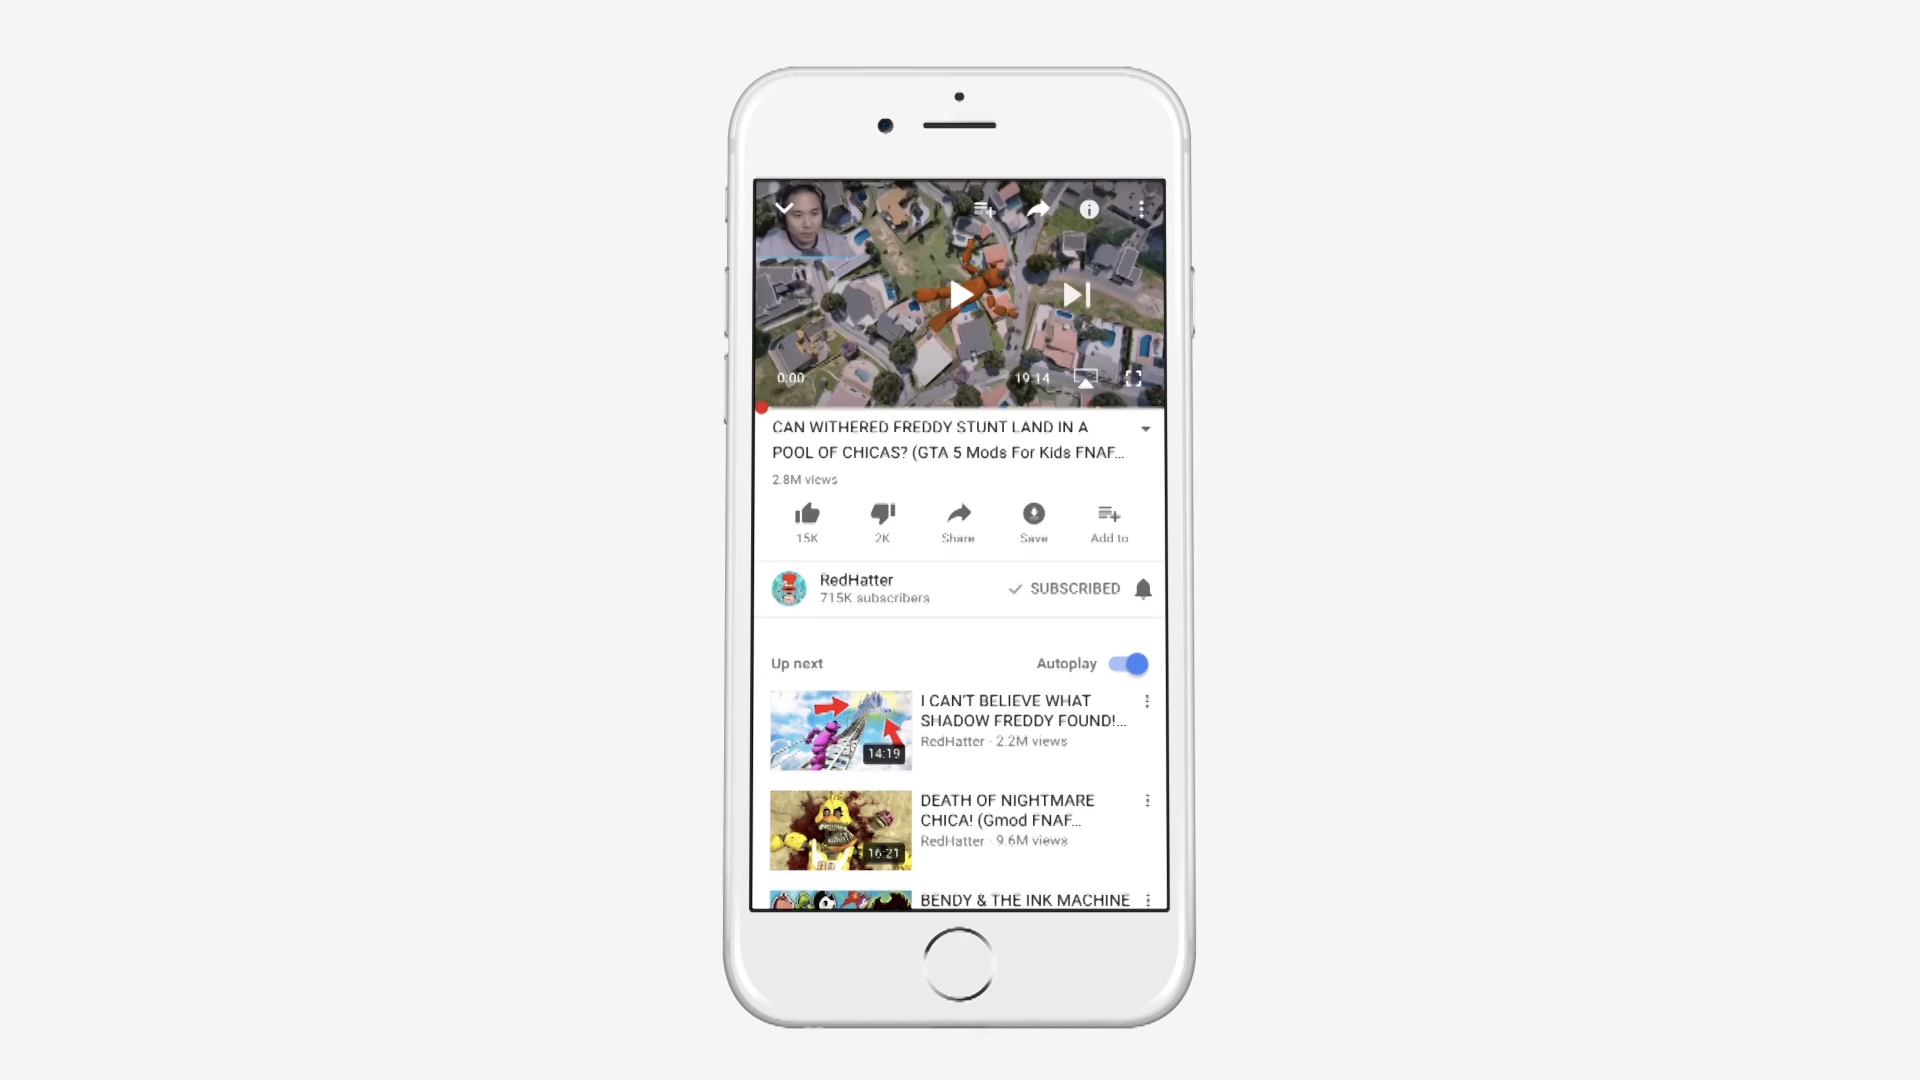 0:00
19:14
CAN WITHERED FREDDY STUNT LAND IN A
POOL OF CHICAS? (GTA 5 Mods For Kids FNAF...
2.8M views
15K
2K
Share
Save
Add to
RedHatter
715K subscribers
SUBSCRIBED
Up next
Autoplay
14:19
I CAN'T BELIEVE WHAT
SHADOW FREDDY FOUND!...
RedHatter · 2.2M views
16:21
DEATH OF NIGHTMARE
CHICA! (Gmod FNAF...
RedHatter · 9.6M views
BENDY & THE INK MACHINE